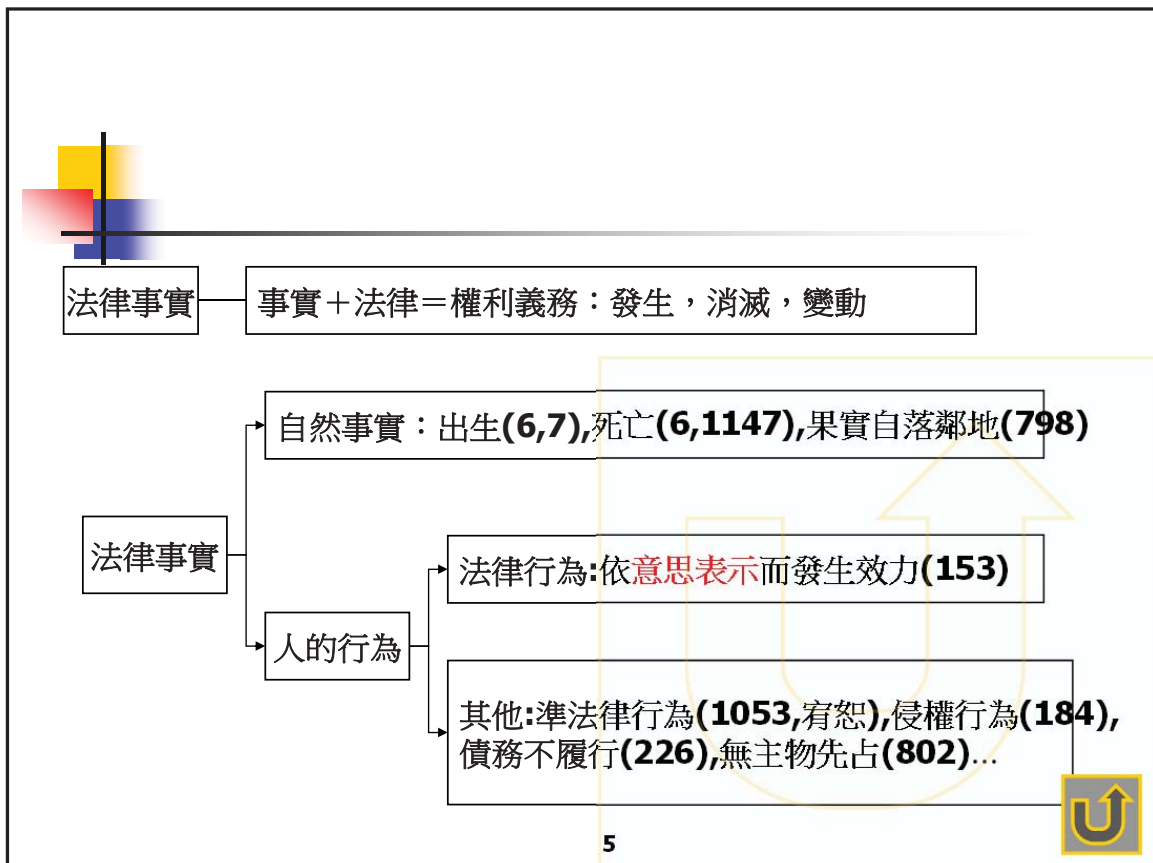 法律事實
事實＋法律＝權利義務：發生，消滅，變動
自然事實：出生(6,7),死亡(6,1147),果實自落鄰地(798)
法律事實
法律行為:依意思表示而發生效力(153)
人的行為
其他:準法律行為(1053,宥恕),侵權行為(184),
債務不履行(226),無主物先占(802)…
5